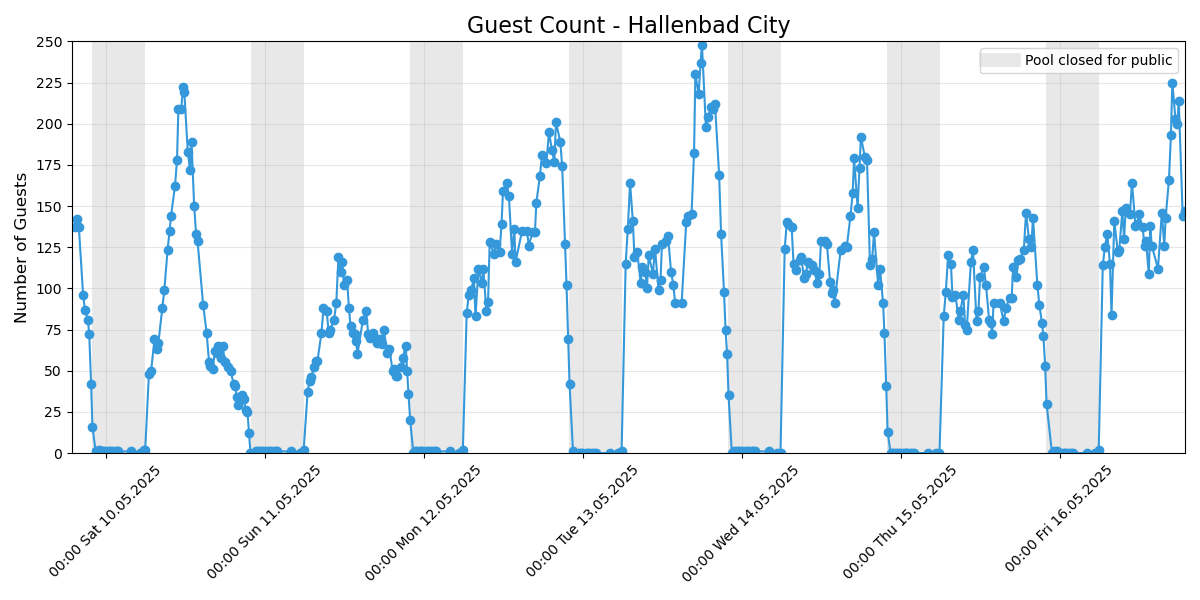 Guest Count - Hallenbad City
Pool closed for public
Number of Guests
250
225
200
175
150
125
100
75
50
25
0
00:00 Sat 10.05.2025
00:00 Sun 11.05.2025
00:00 Mon 12.05.2025
00:00 Tue 13.05.2025
00:00 Wed 14.05.2025
00:00 Thu 15.05.2025
00:00 Fri 16.05.2025